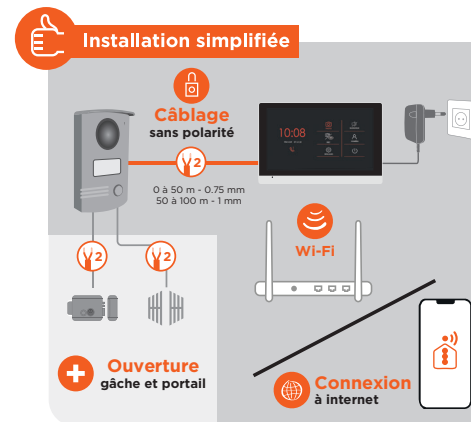 Installation simplifiée
Câblage
sans polarité
2
0 à 50 m - 0.75 mm
50 à 100 m - 1 mm
10:08
Wi-Fi
2
2
Ouverture
gâche et portail
Connexion
à internet